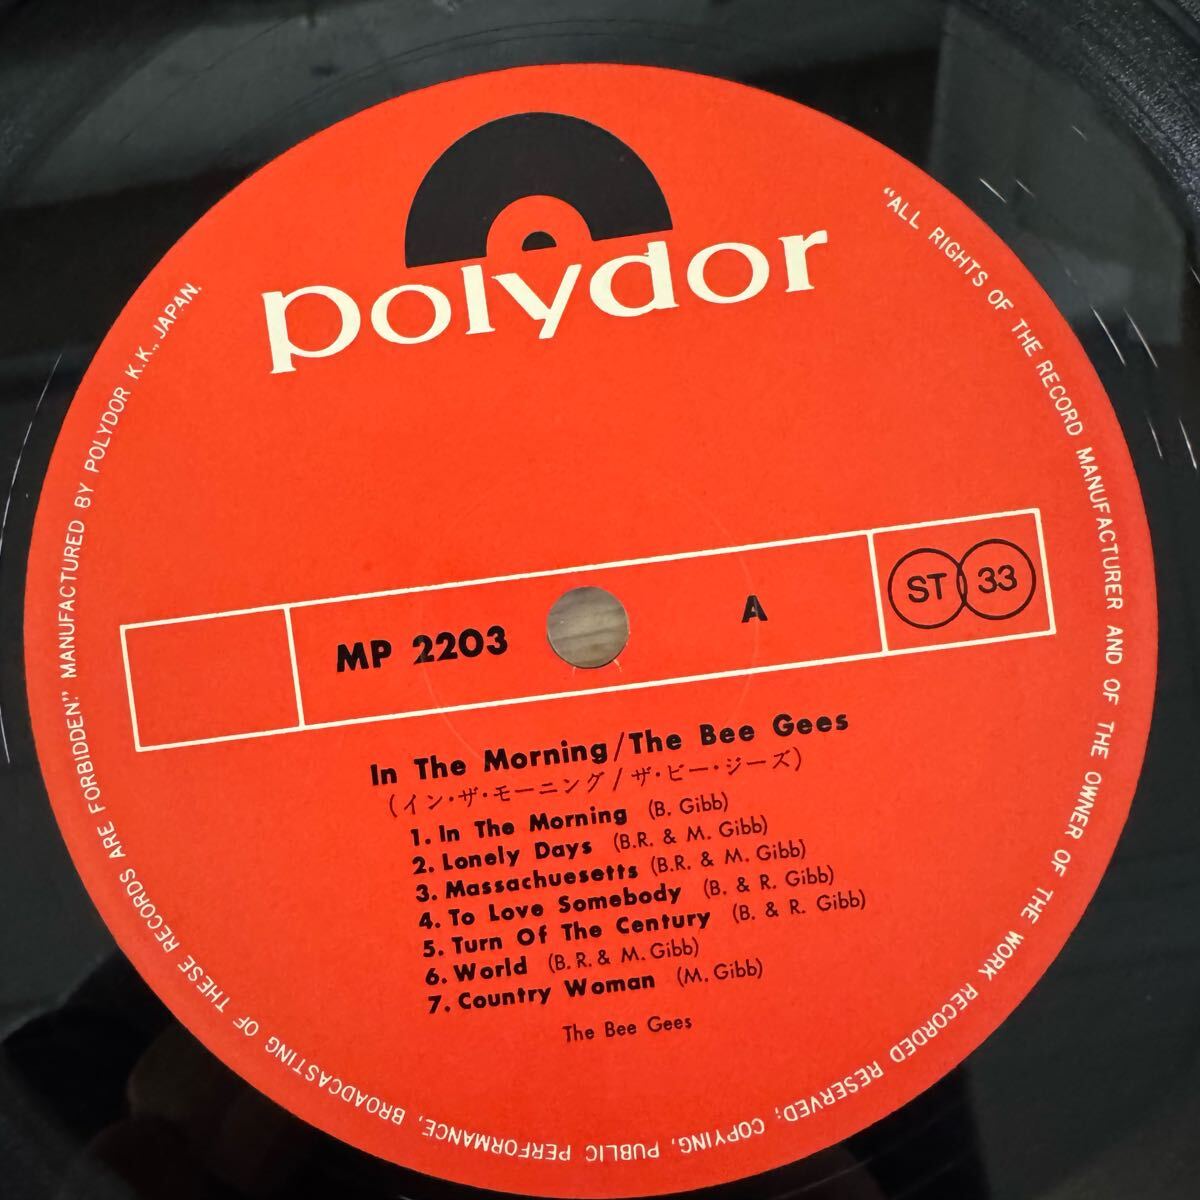 polydor
MP 2203
A
ST 33
In The Morning/The Bee Gees
(イン・ザ・モーニング/ザ・ビー・ジーズ)
1. In The Morning (B. Gibb)
2. Lonely Days (B.R. & M. Gibb)
3. Massachuesetts (B.R. & M. Gibb)
4. To Love Somebody (B. & R. Gibb)
5. Turn Of The Century (B. & R. Gibb)
6. World (B.R. & M. Gibb)
7. Country Woman (M. Gibb)
The Bee Gees
"ALL RIGHTS OF THE RECORD MANUFACTURER AND OF THE OWNER OF THE WORK RECORDED RESERVED; COPYING, PUBLIC PERFORMANCE, BROADCASTING OF THESE RECORDS ARE FORBIDDEN." MANUFACTURED BY POLYDOR K.K., JAPAN.